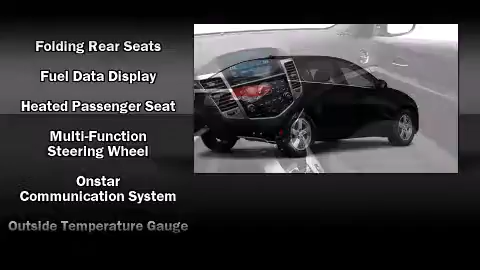 Folding Rear Seats
Fuel Data Display
Heated Passenger Seat
Multi-Function
Steering Wheel
Onstar
Communication System
Outside Temperature Gauge